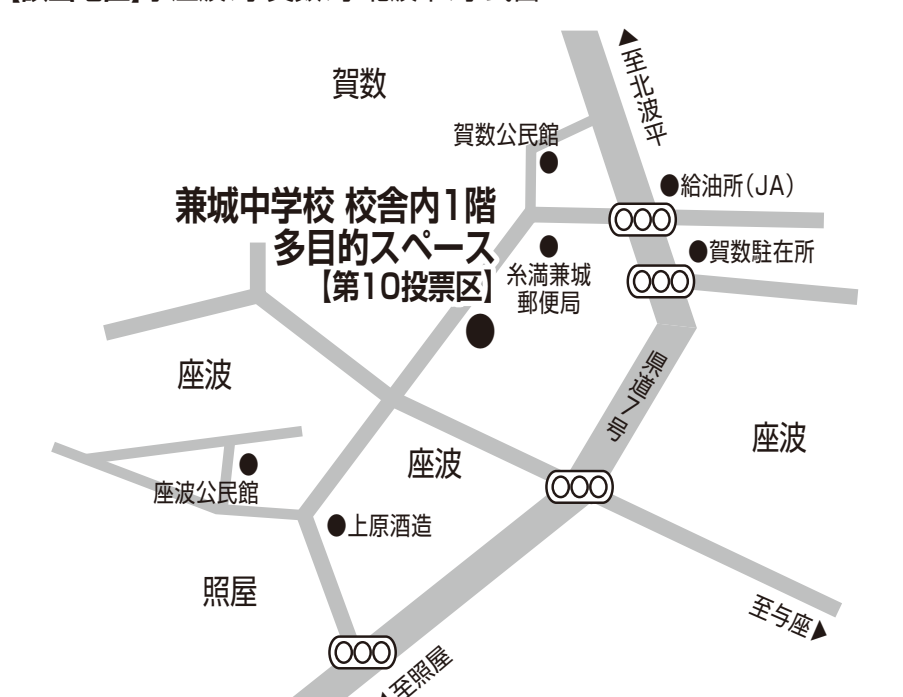 賀数
▲至北波平
賀数公民館
給油所(JA)
兼城中学校 校舎内1階
多目的スペース
【第10投票区】
賀数駐在所
糸満兼城
郵便局
県道7号
座波
座波
座波
座波公民館
上原酒造
照屋
至与座▲
至照屋